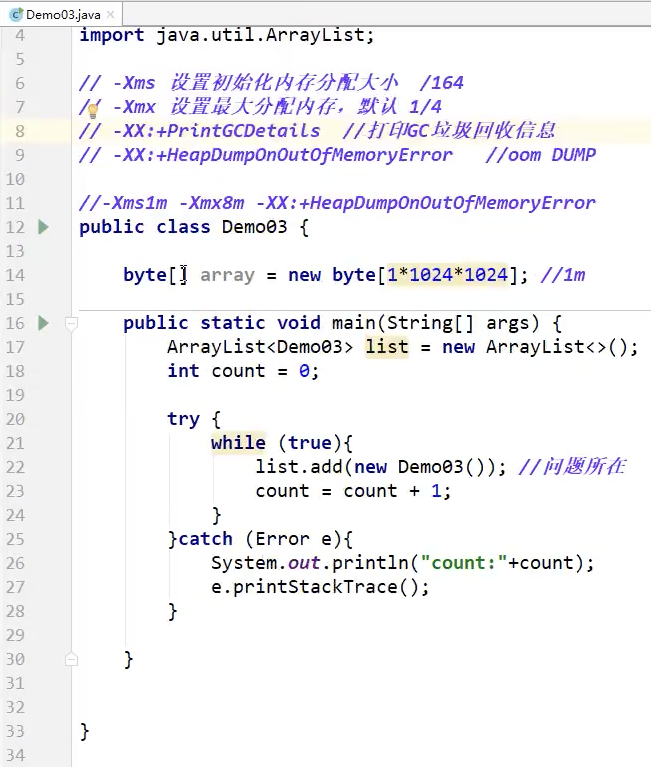 Demo03.java
4 import java.util.ArrayList;
5
6 // -Xms 设置初始化内存分配大小 /164
7 // -Xmx 设置最大分配内存，默认 1/4
8 // -XX:+PrintGCDetails //打印GC垃圾回收信息
9 // -XX:+HeapDumpOnOutOfMemoryError //oom DUMP
10
11 //-Xms1m -Xmx8m -XX:+HeapDumpOnOutOfMemoryError
12 public class Demo03 {
13
14 byte[] array = new byte[1*1024*1024]; //1m
15
16 public static void main(String[] args) {
17 ArrayList<Demo03> list = new ArrayList<>();
18 int count = 0;
19
20 try {
21 while (true){
22 list.add(new Demo03()); //问题所在
23 count = count + 1;
24 }
25 }catch (Error e){
26 System.out.println("count:"+count);
27 e.printStackTrace();
28 }
29
30 }
31
32
33 }
34